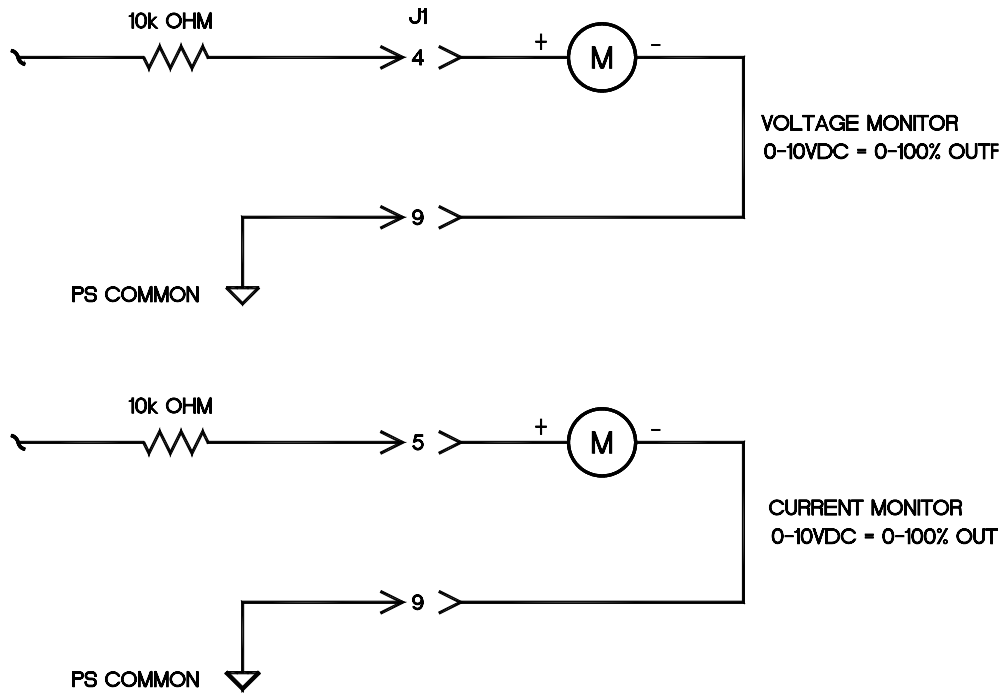 10k OHM
J1
4
+
M
-
VOLTAGE MONITOR
0-10VDC = 0-100%
9
PS COMMON
10k OHM
5
+
M
-
CURRENT MONITOR
0-10VDC = 0-100% OUT
9
PS COMMON